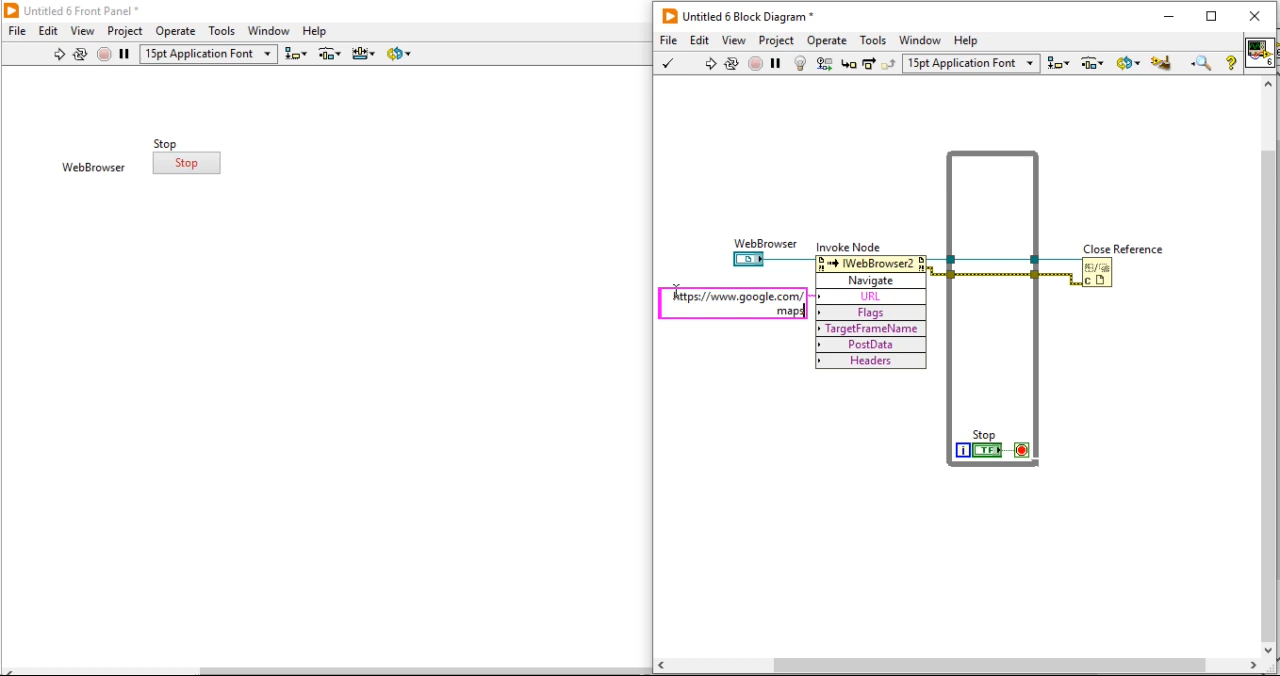 Untitled 6 Front Panel *
File Edit View Project Operate Tools Window Help
15pt Application Font
Stop
Stop
WebBrowser
Untitled 6 Block Diagram *
File Edit View Project Operate Tools Window Help
15pt Application Font
6
WebBrowser
Invoke Node
IWebBrowser2
Navigate
URL
Flags
TargetFrameName
PostData
Headers
https://www.google.com/
maps
Close Reference
C
Stop
i
TF